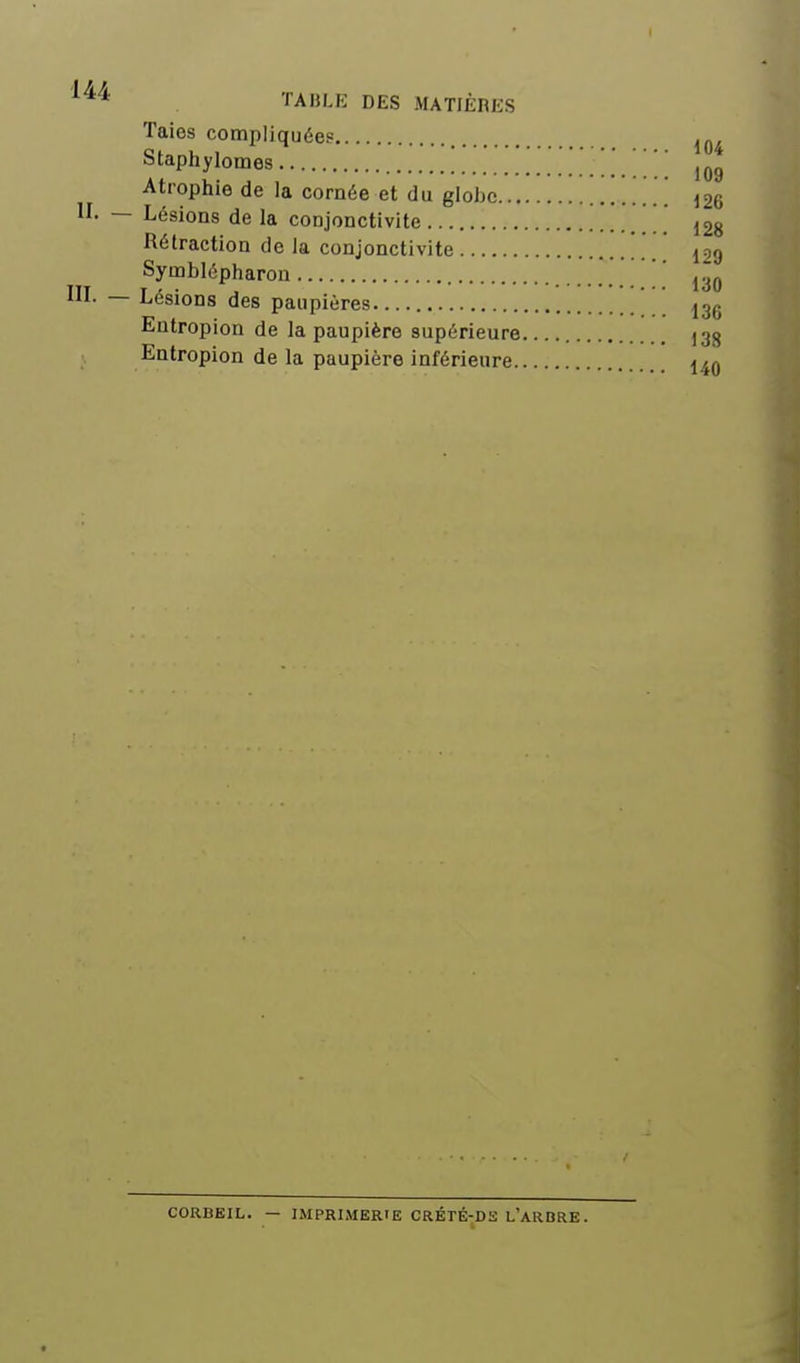 144
TABLE DES MATIÈRES
Taies compliquées.................... 104
Staphylomes.................... 109
Atrophie de la cornée et du globe.................... 126
II. — Lésions de la conjonctivite.................... 128
Rétraction de la conjonctivite.................... 129
Symblépharon.................... 130
III. — Lésions des paupières.................... 136
Entropion de la paupière supérieure.................... 138
Entropion de la paupière inférieure.................... 140
CORBEIL. — IMPRIMERIE CRÉTÉ-DE L'ARBRE.